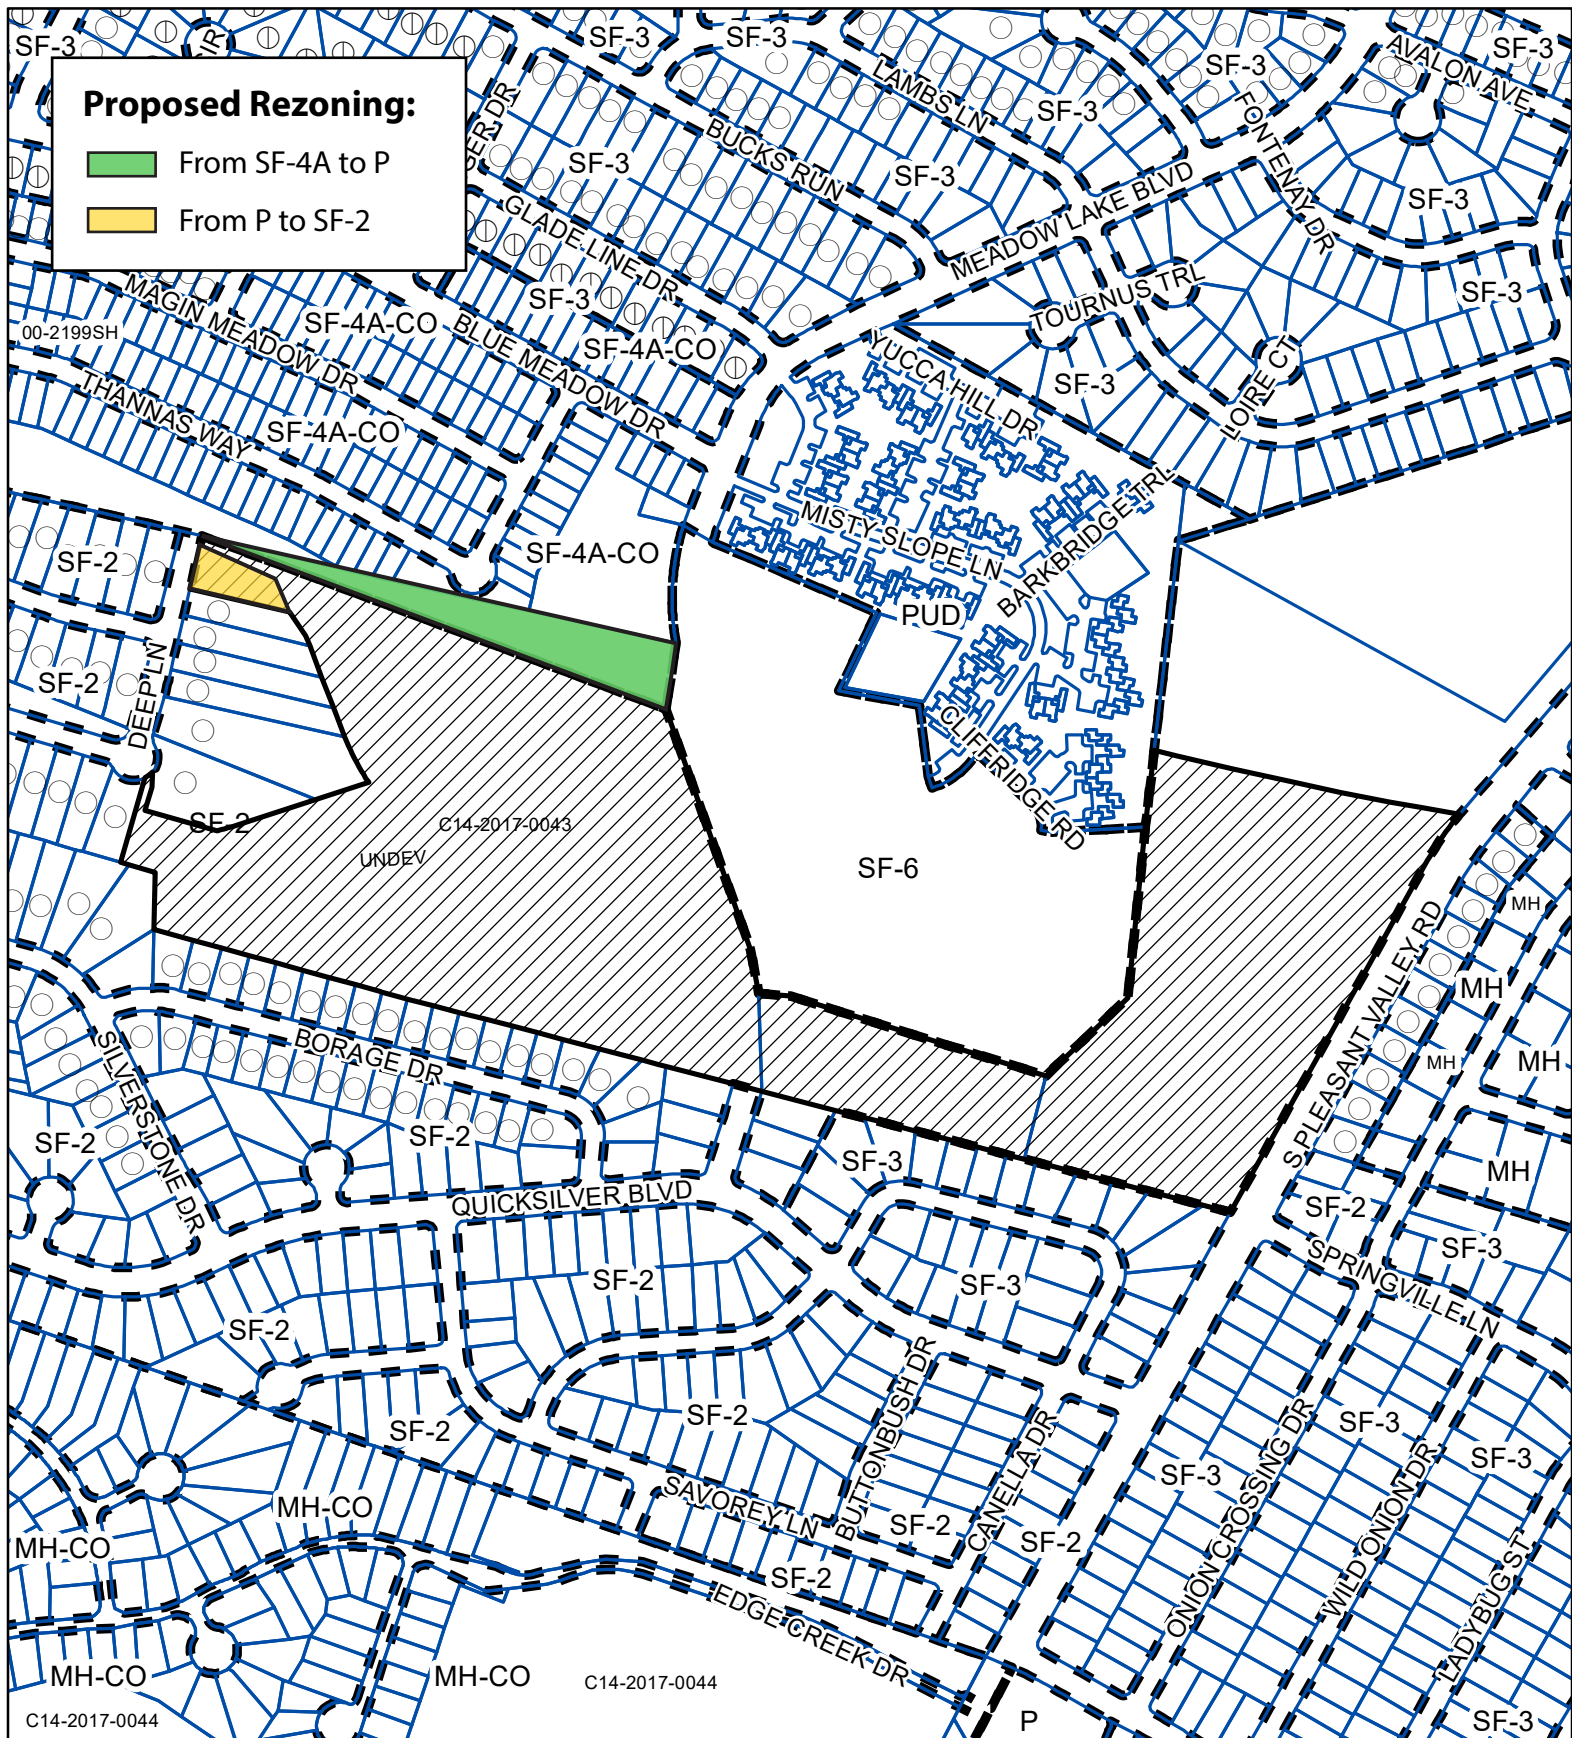 SF-3
SF-3
SF-3
SF-3
AVALON AVE
SF-3
Proposed Rezoning:
From SF-4A to P
From P to SF-2
LAMBS LN
SF-3
FONTENAY DR
BUCKS RUN
SF-3
SF-3
SF-3
MEADOW LAKE BLVD
GLADE LINE DR
SF-3
TOURNUS TRL
SF-3
MAGIN MEADOW DR
00-2199SH
SF-4A-CO
BLUE MEADOW DR
SF-4A-CO
YUCCA HILL DR
SF-3
LOIRE CT
THANNAS WAY
SF-4A-CO
MISTY SLOPE LN
BARKBRIDGE TRL
SF-2
SF-4A-CO
PUD
SF-2
DEEP LN
CLIFFRIDGE RD
SF-2
C14-2017-0043
UNDEV
SF-6
MH
S PLEASANT VALLEY RD
MH
MH
MH
SILVERSTONE DR
BORAGE DR
SF-2
SF-2
SF-3
MH
QUICKSILVER BLVD
SF-2
SF-3
SPRINGVILLE LN
SF-2
SF-3
SF-2
BUTTONBUSH DR
SF-2
SF-2
CANELLA DR
SF-3
SF-3
SF-3
ONION CROSSING DR
WILD ONION DR
MH-CO
SAVOREY LN
SF-2
SF-2
MH-CO
SF-2
EDGE CREEK DR
LADYBUG ST
MH-CO
MH-CO
C14-2017-0044
C14-2017-0044
P
SF-3